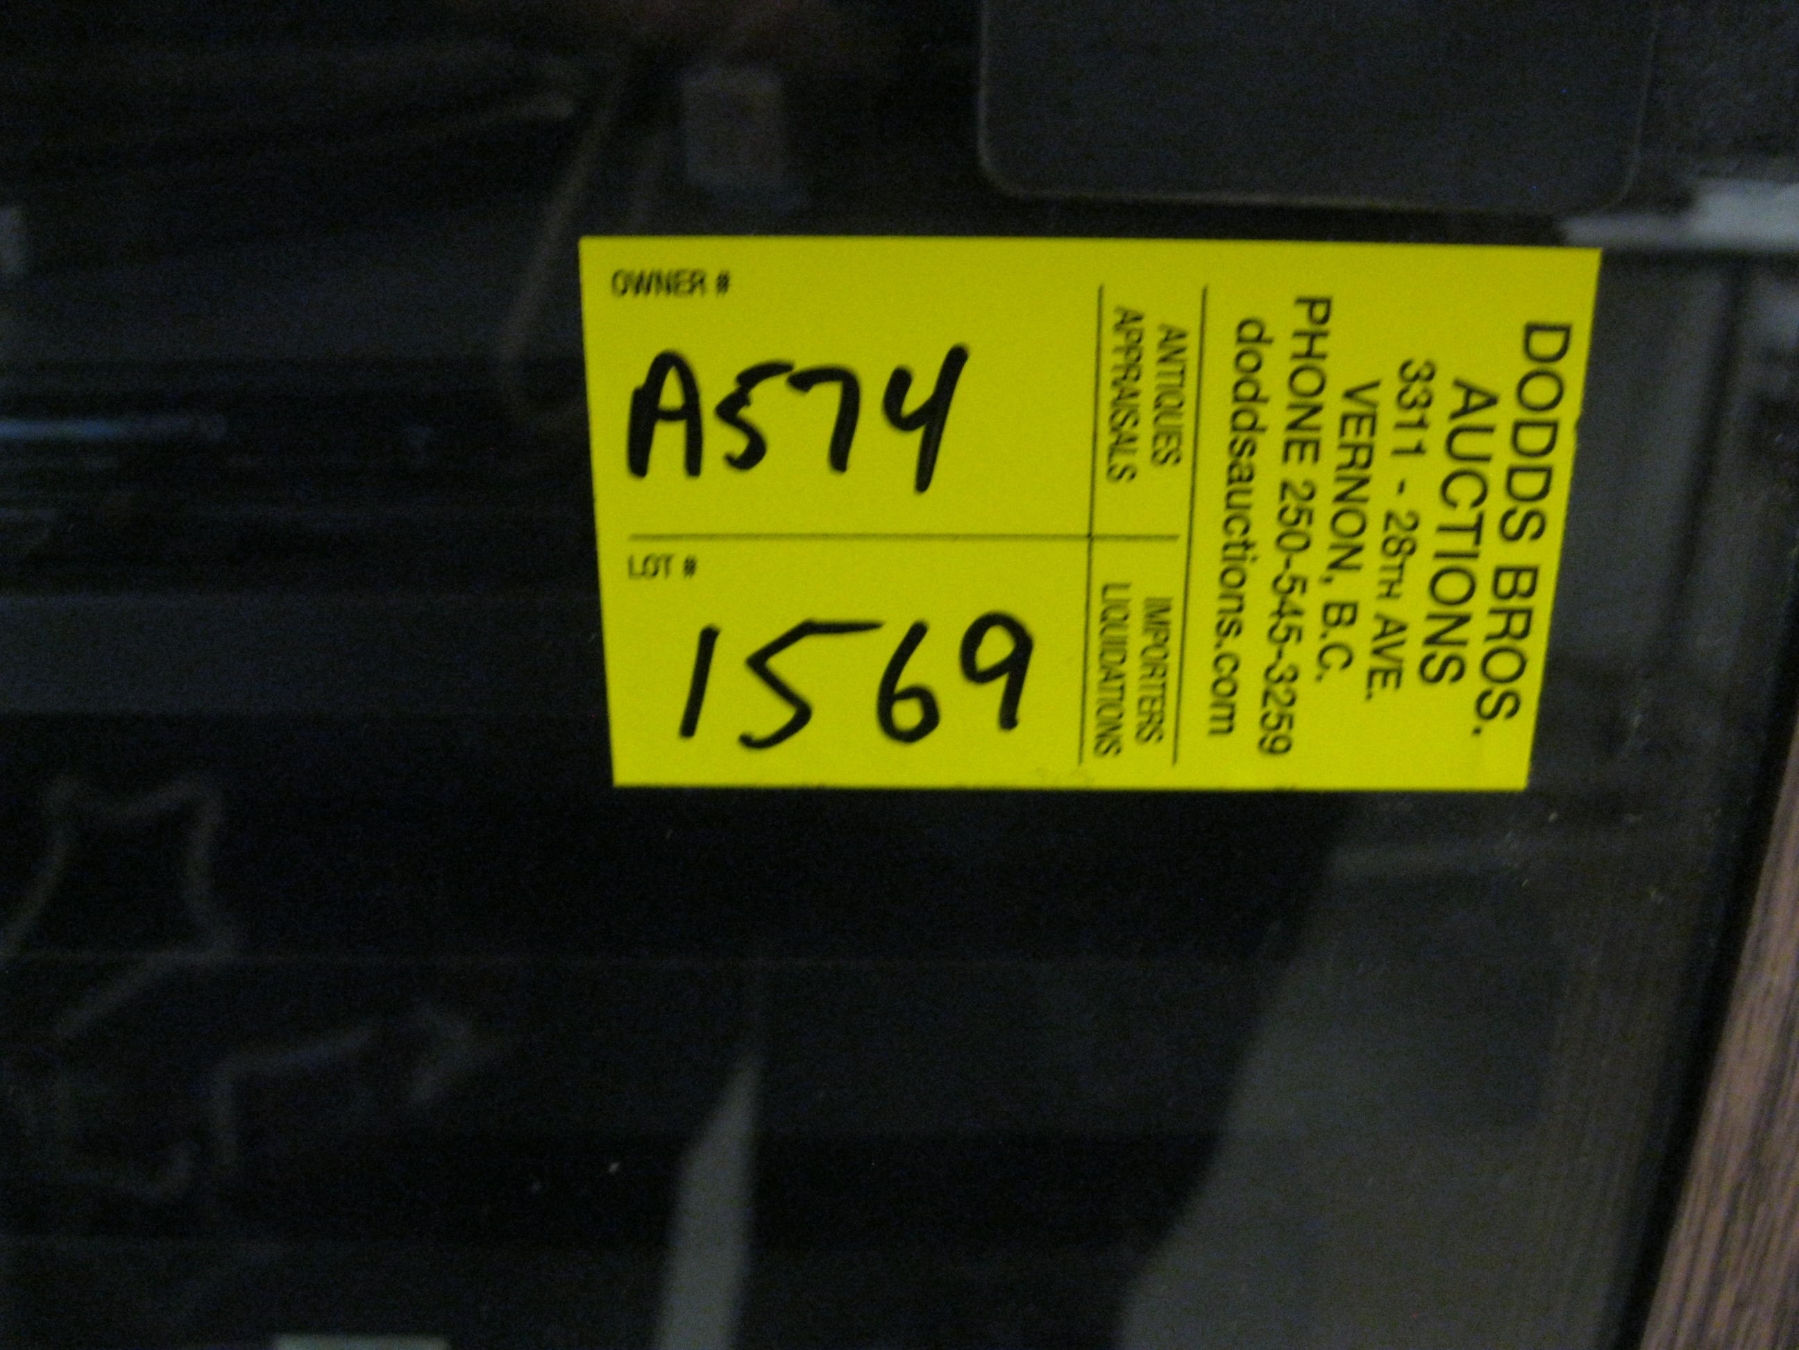 OWNER #
A574
LOT #
1569
DODDS BROS.
AUCTIONS
3311 - 28TH AVE.
VERNON, B.C.
PHONE 250-545-3259
doddsauctions.com
ANTIQUES
APPRAISALS
IMPORTERS
LIQUIDATIONS